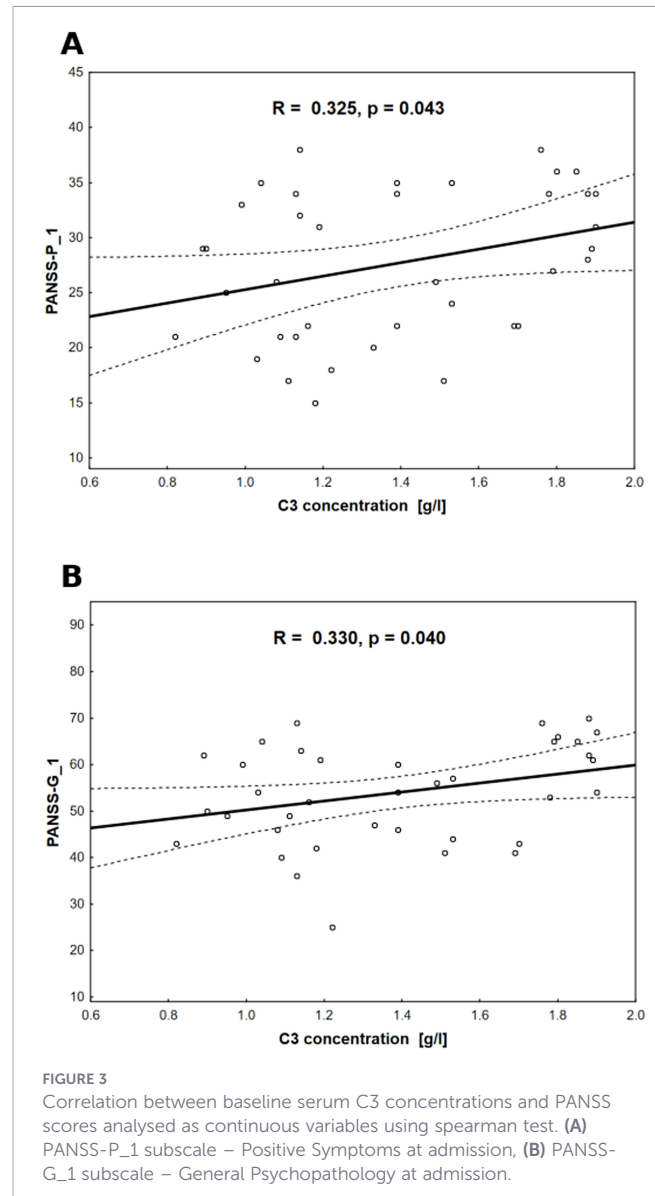 A
R = 0.325, p = 0.043
45
40
35
30
25
20
15
10
PANSS-P_1
0.6 0.8 1.0 1.2 1.4 1.6 1.8 2.0
C3 concentration [g/l]
B
R = 0.330, p = 0.040
90
80
70
60
50
40
30
20
10
PANSS-G_1
0.6 0.8 1.0 1.2 1.4 1.6 1.8 2.0
C3 concentration [g/l]
FIGURE 3
Correlation between baseline serum C3 concentrations and PANSS
scores analysed as continuous variables using spearman test. (A)
PANSS-P_1 subscale – Positive Symptoms at admission, (B) PANSS-
G_1 subscale – General Psychopathology at admission.